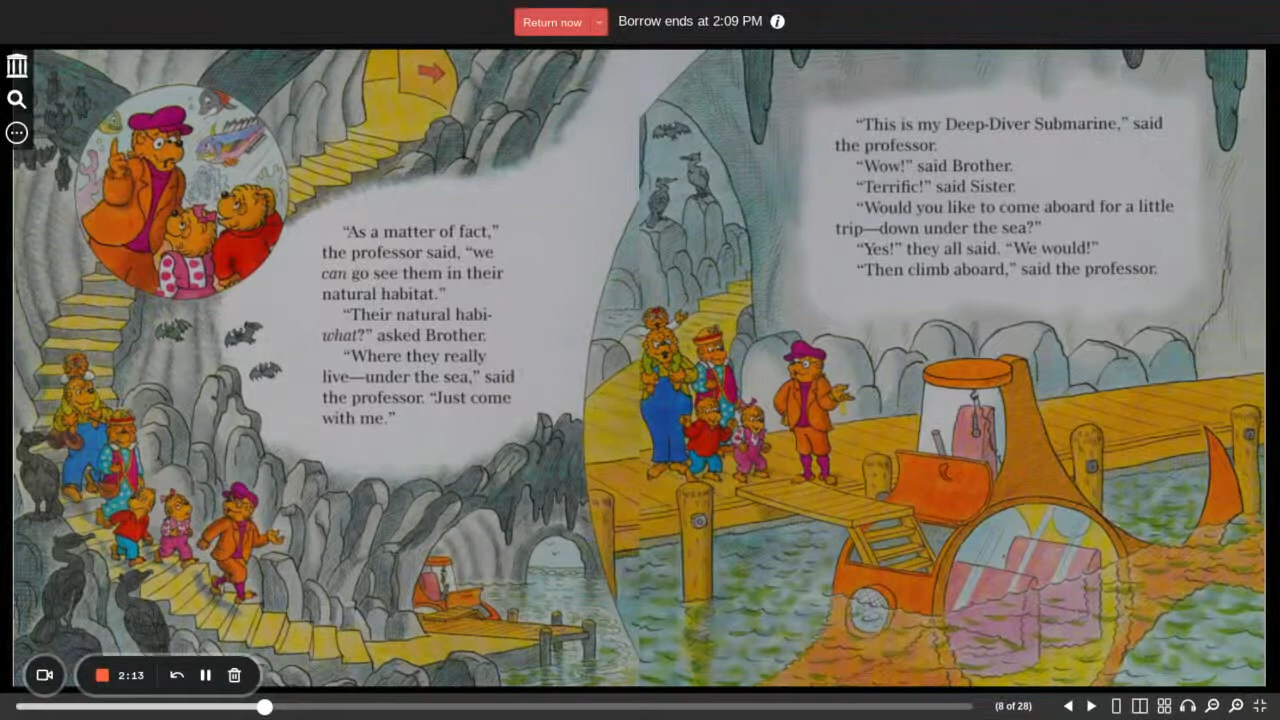 Return now
Borrow ends at 2:09 PM
“As a matter of fact,”
the professor said, “we
can go see them in their
natural habitat.”
“Their natural habi-
what?” asked Brother.
“Where they really
live—under the sea,” said
the professor. “Just come
with me.”
“This is my Deep-Diver Submarine,” said
the professor.
“Wow!” said Brother.
“Terrific!” said Sister.
“Would you like to come aboard for a little
trip—down under the sea?”
“Yes!” they all said. “We would!”
“Then climb aboard,” said the professor.
2:13
(8 of 28)